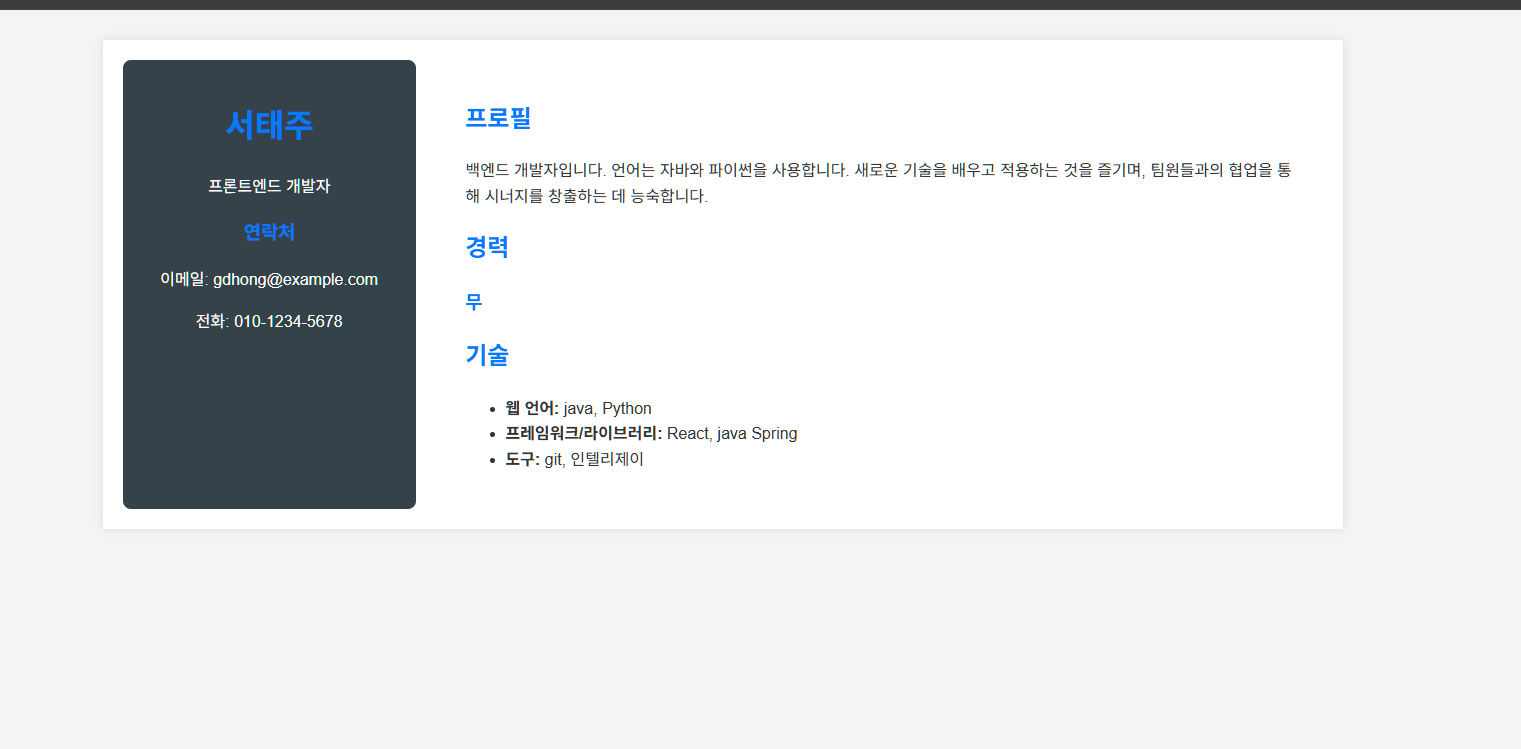 서태주
프론트엔드 개발자
연락처
이메일: gdhong@example.com
전화: 010-1234-5678
프로필
백엔드 개발자입니다. 언어는 자바와 파이썬을 사용합니다. 새로운 기술을 배우고 적용하는 것을 즐기며, 팀원들과의 협업을 통
해 시너지를 창출하는 데 능숙합니다.
경력
무
기술
• 웹 언어: java, Python
• 프레임워크/라이브러리: React, java Spring
• 도구: git, 인텔리제이